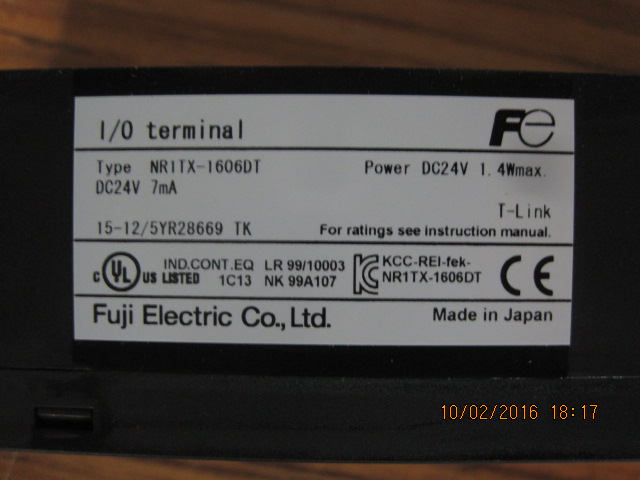 I/O terminal
Fe
Type NR1TX-1606DT Power DC24V 1.4Wmax.
DC24V 7mA
T-Link
15-12/5YR28669 TK For ratings see instruction manual.
c UL US LISTED IND.CONT.EQ 1C13 LR 99/10003 NK 99A107 KCC-REI-fek-NR1TX-1606DT CE
Fuji Electric Co., Ltd. Made in Japan
10/02/2016 18:17